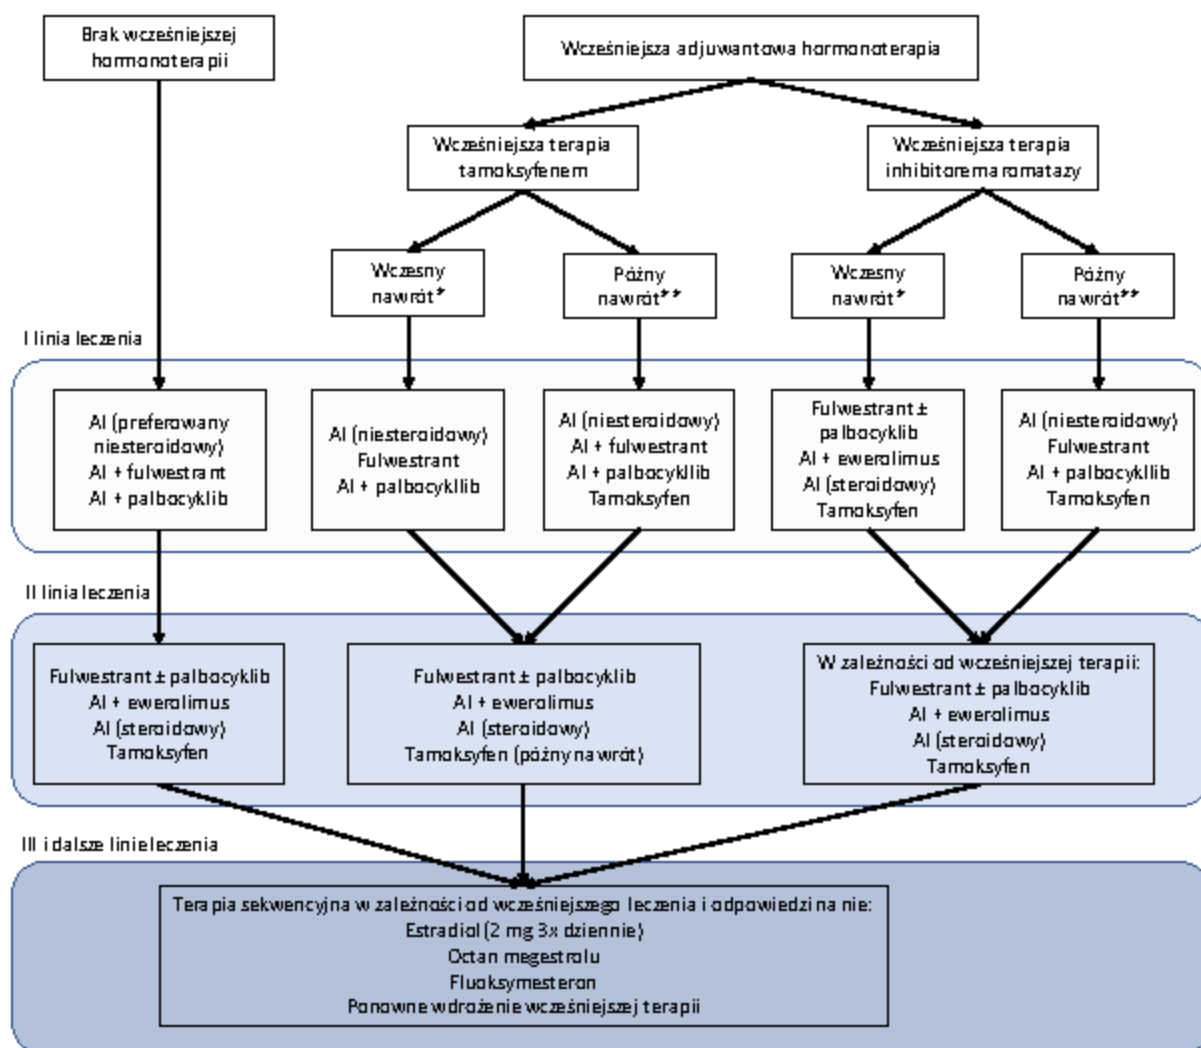 Brak wcześniejszej
hormonoterapii
Wcześniejsza adjuwantowa hormonoterapia
Wcześniejsza terapia
tamoksyfenem
Wcześniejsza terapia
inhibitorem aromatazy
Wczesny
nawrót*
Późny
nawrót**
Wczesny
nawrót*
Późny
nawrót**
I linia leczenia
AI (preferowany
niesteroidowy)
AI + fulwestrant
AI + palbocyklib
AI (niesteroidowy)
Fulwestrant
AI + palbocykllib
AI (niesteroidowy)
AI + fulwestrant
AI + palbocykllib
Tamoksyfen
Fulwestrant ±
palbocyklib
AI + ewerolimus
AI (steroidowy)
Tamoksyfen
AI (niesteroidowy)
Fulwestrant
AI + palbocykllib
Tamoksyfen
II linia leczenia
Fulwestrant ± palbocyklib
AI + ewerolimus
AI (steroidowy)
Tamoksyfen
Fulwestrant ± palbocyklib
AI + ewerolimus
AI (steroidowy)
Tamoksyfen (późny nawrót)
W zależności od wcześniejszej terapii:
Fulwestrant ± palbocyklib
AI + ewerolimus
AI (steroidowy)
Tamoksyfen
III i dalsze linie leczenia
Terapia sekwencyjna w zależności od wcześniejszego leczenia i odpowiedzi na nie:
Estradiol (2 mg 3x dziennie)
Octan megestrolu
Fluoksymesteron
Ponowne wdrożenie wcześniejszej terapii